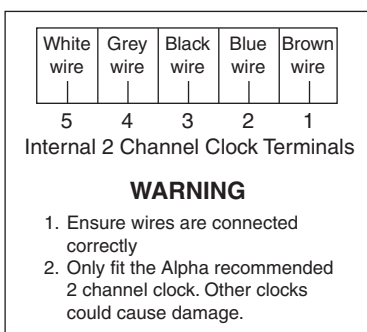 White Grey Black Blue Brown
wire wire wire wire wire
5 4 3 2 1
Internal 2 Channel Clock Terminals
WARNING
1. Ensure wires are connected
correctly
2. Only fit the Alpha recommended
2 channel clock. Other clocks
could cause damage.